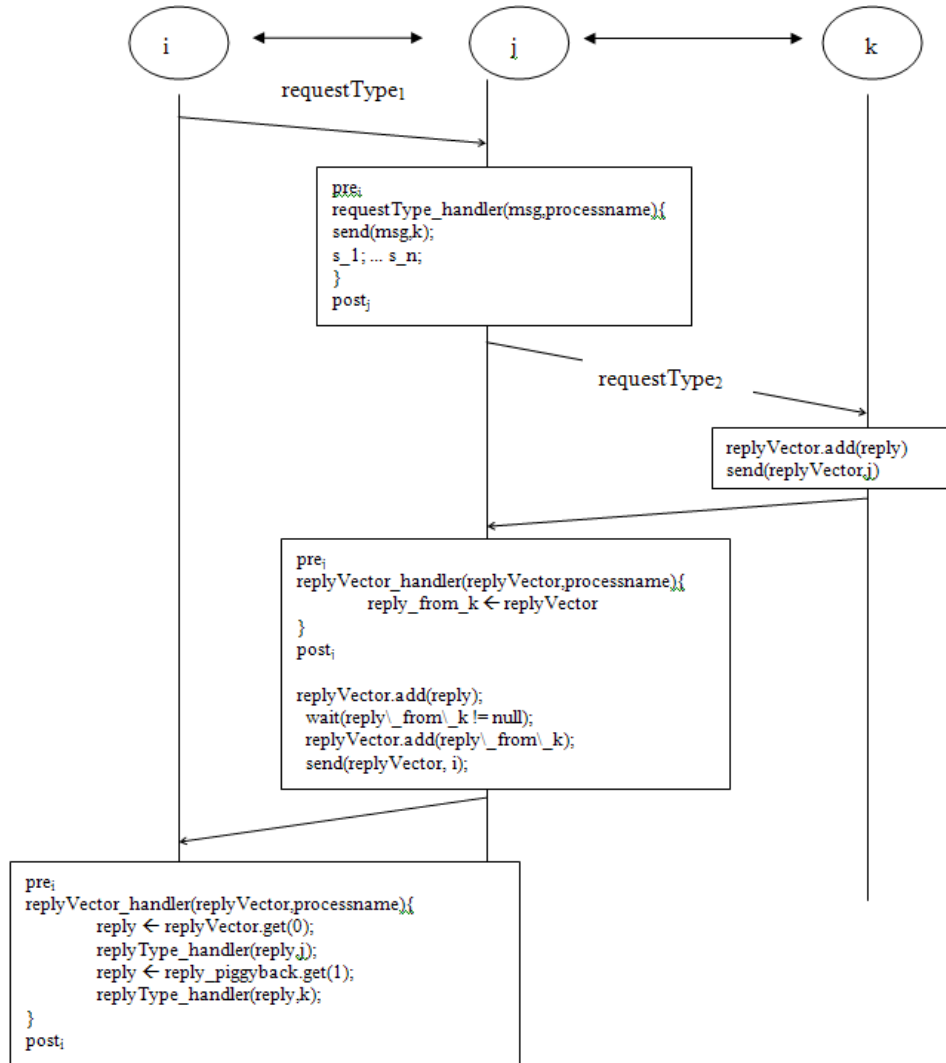 i
j
k
requestType₁
preᵢ
requestType_handler(msg,processname){
send(msg,k);
s_1; ... s_n;
}
postⱼ
requestType₂
replyVector.add(reply)
send(replyVector,j)
preⱼ
replyVector_handler(replyVector,processname){
reply_from_k ← replyVector
}
postⱼ
replyVector.add(reply);
wait(reply\_from\_k != null);
replyVector.add(reply\_from\_k);
send(replyVector, i);
preᵢ
replyVector_handler(replyVector,processname){
reply ← replyVector.get(0);
replyType_handler(reply,j);
reply ← reply_piggyback.get(1);
replyType_handler(reply,k);
}
postᵢ